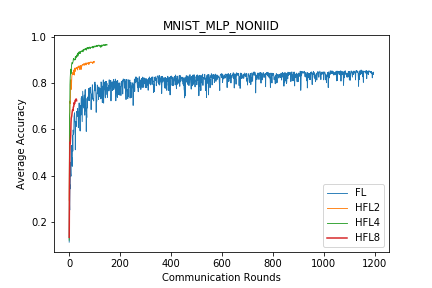 MNIST_MLP_NONIID
1.0
0.8
0.6
0.4
0.2
Average Accuracy
0 200 400 600 800 1000 1200
Communication Rounds
FL
HFL2
HFL4
HFL8